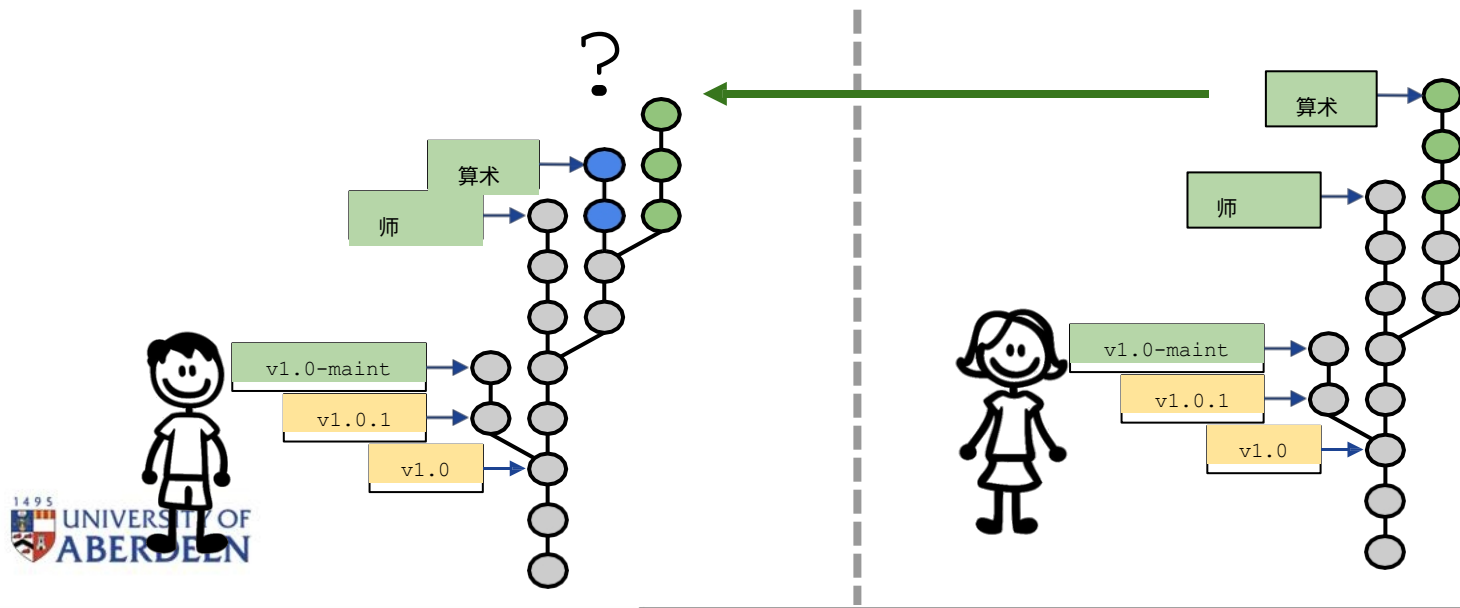 ?
算术
算术
师
师
v1.0-maint
v1.0.1
v1.0
v1.0-maint
v1.0.1
v1.0
1495
UNIVERSITY OF
ABERDEEN